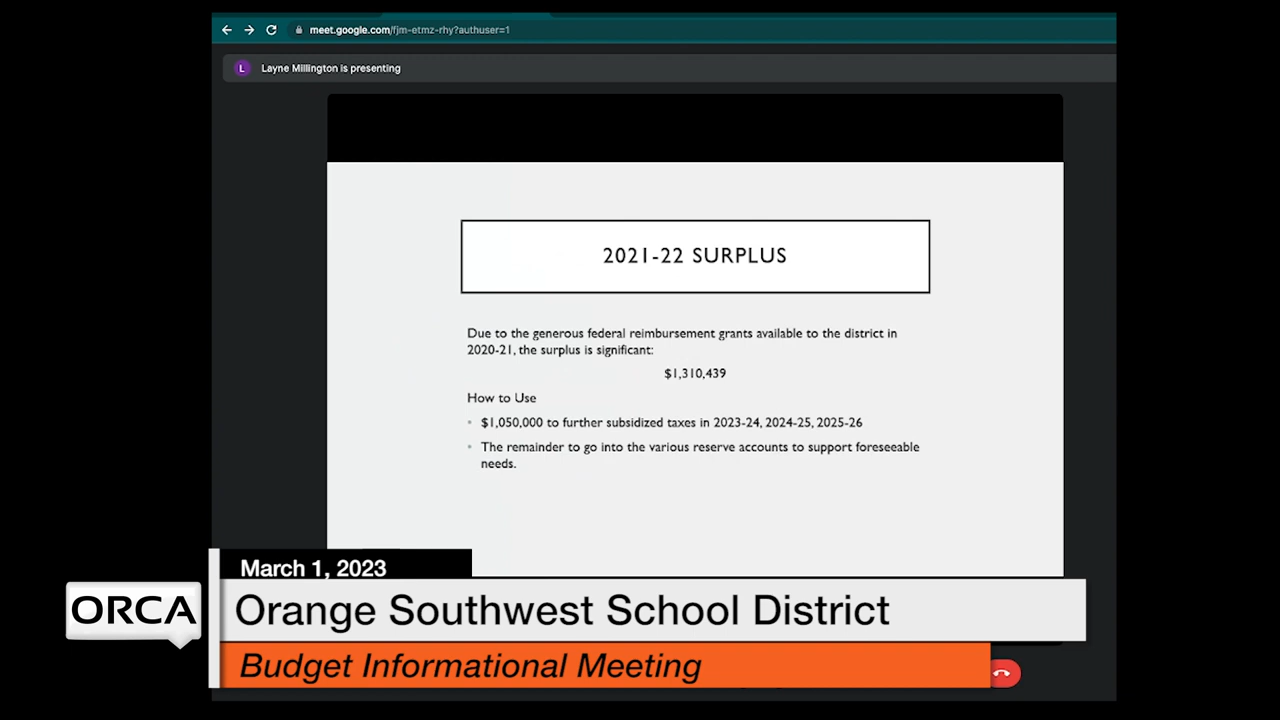 meet.google.com/fjm-etmz-rhy?authuser=1
L
Layne Millington is presenting
2021-22 SURPLUS
Due to the generous federal reimbursement grants available to the district in
2020-21, the surplus is significant:
$1,310,439
How to Use
• $1,050,000 to further subsidized taxes in 2023-24, 2024-25, 2025-26
• The remainder to go into the various reserve accounts to support foreseeable
needs.
March 1, 2023
ORCA
Orange Southwest School District
Budget Informational Meeting